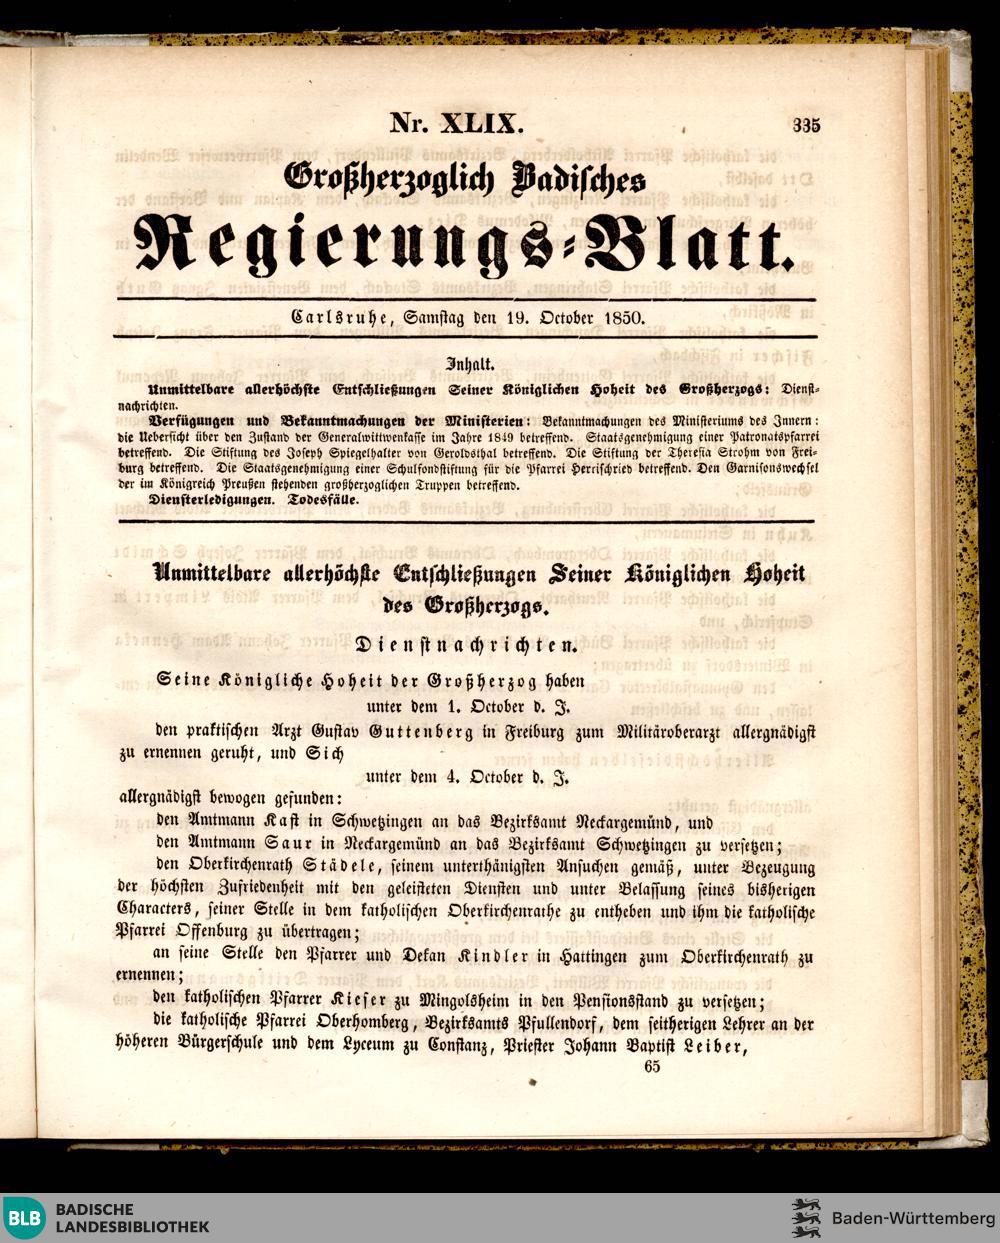 Nr. XLIX.
335
Großherzoglich Badisches
Regierungs-Blatt.
Carlsruhe, Samstag den 19. October 1850.
Inhalt.
Unmittelbare allerhöchste Entschließungen Seiner Königlichen Hoheit des Großherzogs: Dienst-
nachrichten.
Verfügungen und Bekanntmachungen der Ministerien: Bekanntmachungen des Ministeriums des Innern:
die Uebersicht über den Zustand der Generalwittwenkasse im Jahre 1849 betreffend. Staatsgenehmigung einer Patronatspfarrei
betreffend. Die Stiftung des Joseph Spiegelhalter von Geroldsthal betreffend. Die Stiftung der Theresia Strohm von Frei-
burg betreffend. Die Staatsgenehmigung einer Schulfondstiftung für die Pfarrei Herrischried betreffend. Den Garnisonswechsel
der im Königreich Preußen stehenden großherzoglichen Truppen betreffend.
Diensterledigungen. Todesfälle.
Unmittelbare allerhöchste Entschließungen Seiner Königlichen Hoheit
des Großherzogs.
Dienstnachrichten.
Seine Königliche Hoheit der Großherzog haben
unter dem 1. October d. J.
den praktischen Arzt Gustav Guttenberg in Freiburg zum Militäroberarzt allergnädigst
zu ernennen geruht, und Sich
unter dem 4. October d. J.
allergnädigst bewogen gefunden:
den Amtmann Kast in Schwetzingen an das Bezirksamt Neckargemünd, und
den Amtmann Saur in Neckargemünd an das Bezirksamt Schwetzingen zu versetzen;
den Oberkirchenrath Städele, seinem unterthänigsten Ansuchen gemäß, unter Bezeugung
der höchsten Zufriedenheit mit den geleisteten Diensten und unter Belassung seines bisherigen
Characters, seiner Stelle in dem katholischen Oberkirchenrathe zu entheben und ihm die katholische
Pfarrei Offenburg zu übertragen;
an seine Stelle den Pfarrer und Dekan Kindler in Hattingen zum Oberkirchenrath zu
ernennen;
den katholischen Pfarrer Kieser zu Mingolsheim in den Pensionsstand zu versetzen;
die katholische Pfarrei Oberhomberg, Bezirksamts Pfullendorf, dem seitherigen Lehrer an der
höheren Bürgerschule und dem Lyceum zu Constanz, Priester Johann Baptist Leiber,
65
BLB BADISCHE
LANDESBIBLIOTHEK
Baden-Württemberg